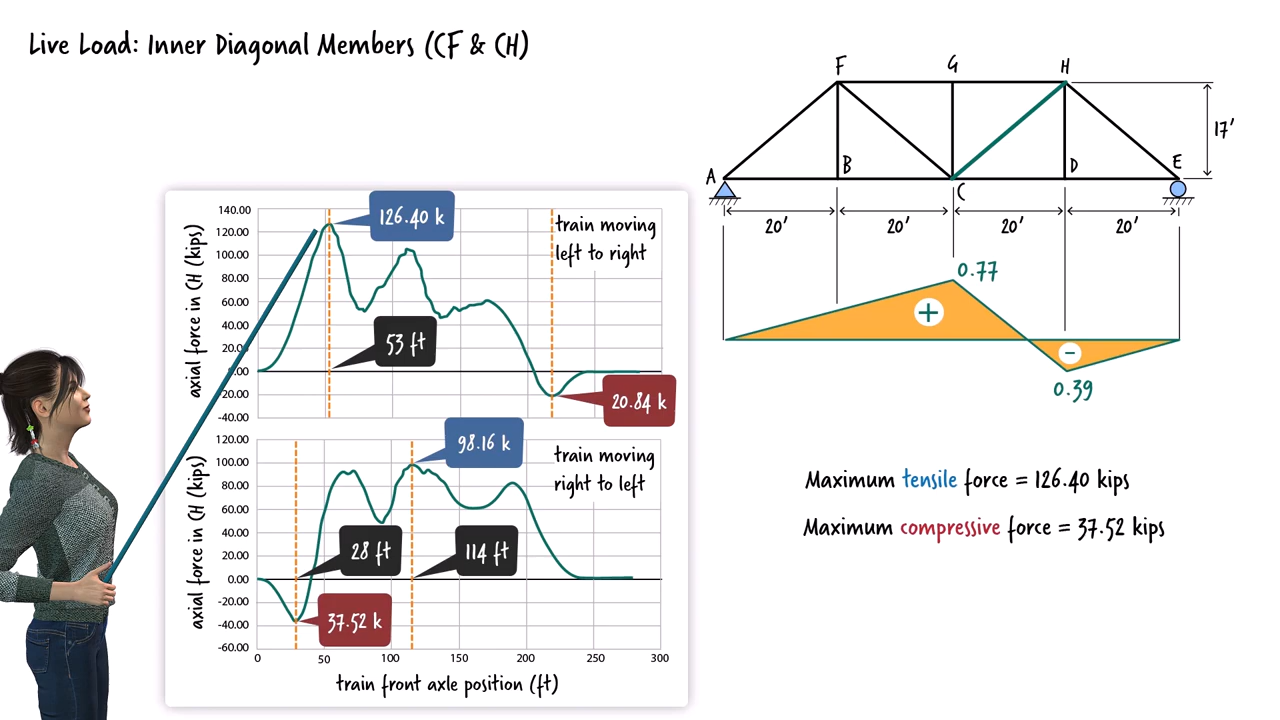 Live Load: Inner Diagonal Members (CF & CH)
F
G
H
17'
A
B
C
D
E
20'
20'
20'
20'
0.77
+
-
0.39
axial force in CH (kips)
140.00
120.00
100.00
80.00
60.00
40.00
20.0
0.00
-20.00
-40.00
126.40 k
train moving
left to right
53 ft
20.84 k
axial force in CH (kips)
120.00
100.00
80.00
60.00
40.00
20.00
0.00
-20.00
-40.00
-60.00
98.16 k
train moving
right to left
28 ft
114 ft
37.52 k
0
50
100
150
200
250
300
train front axle position (ft)
Maximum tensile force = 126.40 kips
Maximum compressive force = 37.52 kips